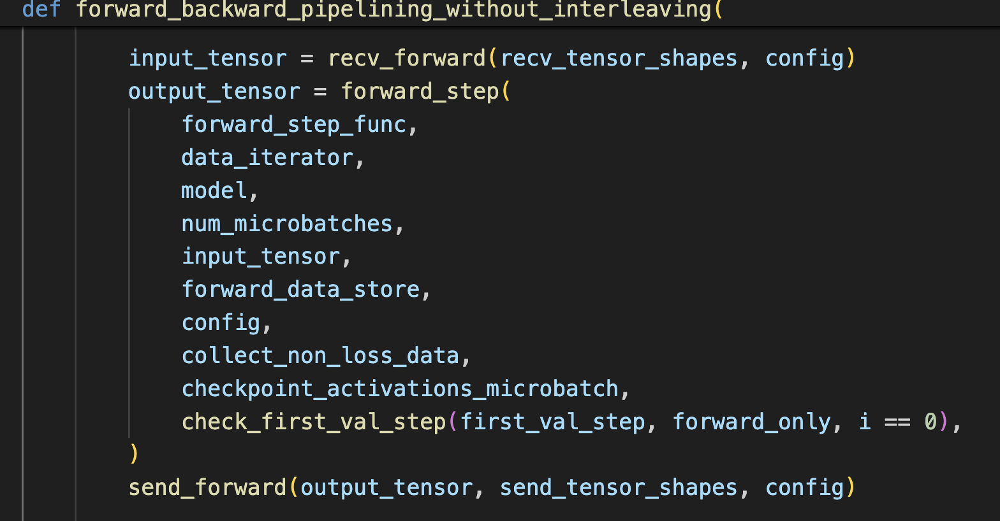 def forward_backward_pipelining_without_interleaving(
input_tensor = recv_forward(recv_tensor_shapes, config)
output_tensor = forward_step(
forward_step_func,
data_iterator,
model,
num_microbatches,
input_tensor,
forward_data_store,
config,
collect_non_loss_data,
checkpoint_activations_microbatch,
check_first_val_step(first_val_step, forward_only, i == 0),
)
send_forward(output_tensor, send_tensor_shapes, config)